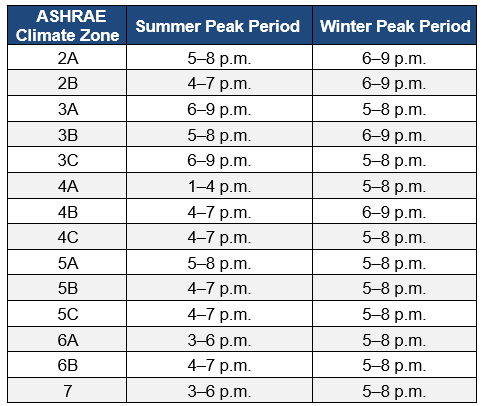 ASHRAE Climate Zone Summer Peak Period Winter Peak Period
2A 5–8 p.m. 6–9 p.m.
2B 4–7 p.m. 6–9 p.m.
3A 6–9 p.m. 5–8 p.m.
3B 5–8 p.m. 6–9 p.m.
3C 6–9 p.m. 5–8 p.m.
4A 1–4 p.m. 5–8 p.m.
4B 4–7 p.m. 6–9 p.m.
4C 4–7 p.m. 5–8 p.m.
5A 5–8 p.m. 5–8 p.m.
5B 4–7 p.m. 5–8 p.m.
5C 4–7 p.m. 5–8 p.m.
6A 3–6 p.m. 5–8 p.m.
6B 4–7 p.m. 5–8 p.m.
7 3–6 p.m. 5–8 p.m.